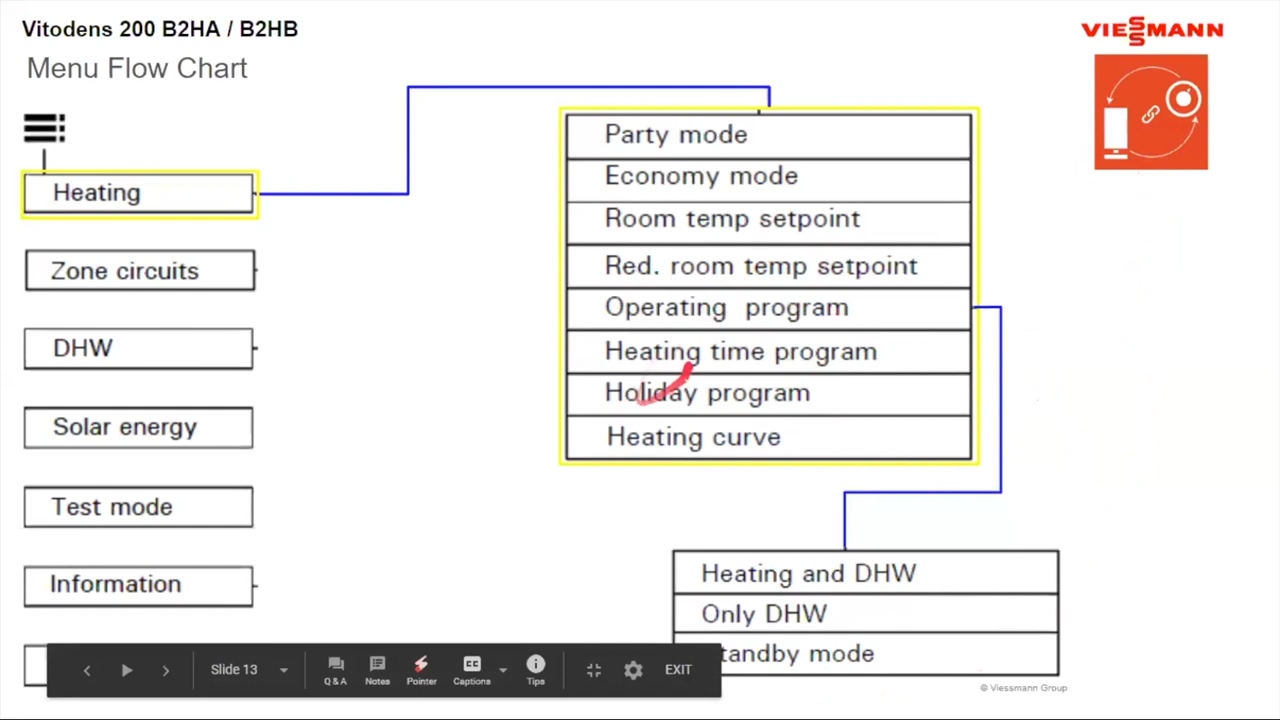 Vitodens 200 B2HA / B2HB
VIESSMANN
Menu Flow Chart
Heating
Zone circuits
DHW
Solar energy
Test mode
Information
Party mode
Economy mode
Room temp setpoint
Red. room temp setpoint
Operating program
Heating time program
Holiday program
Heating curve
Heating and DHW
Only DHW
tandby mode
© Viessmann Group
Slide 13
Q & A
Notes
Pointer
CC
Captions
Tips
EXIT